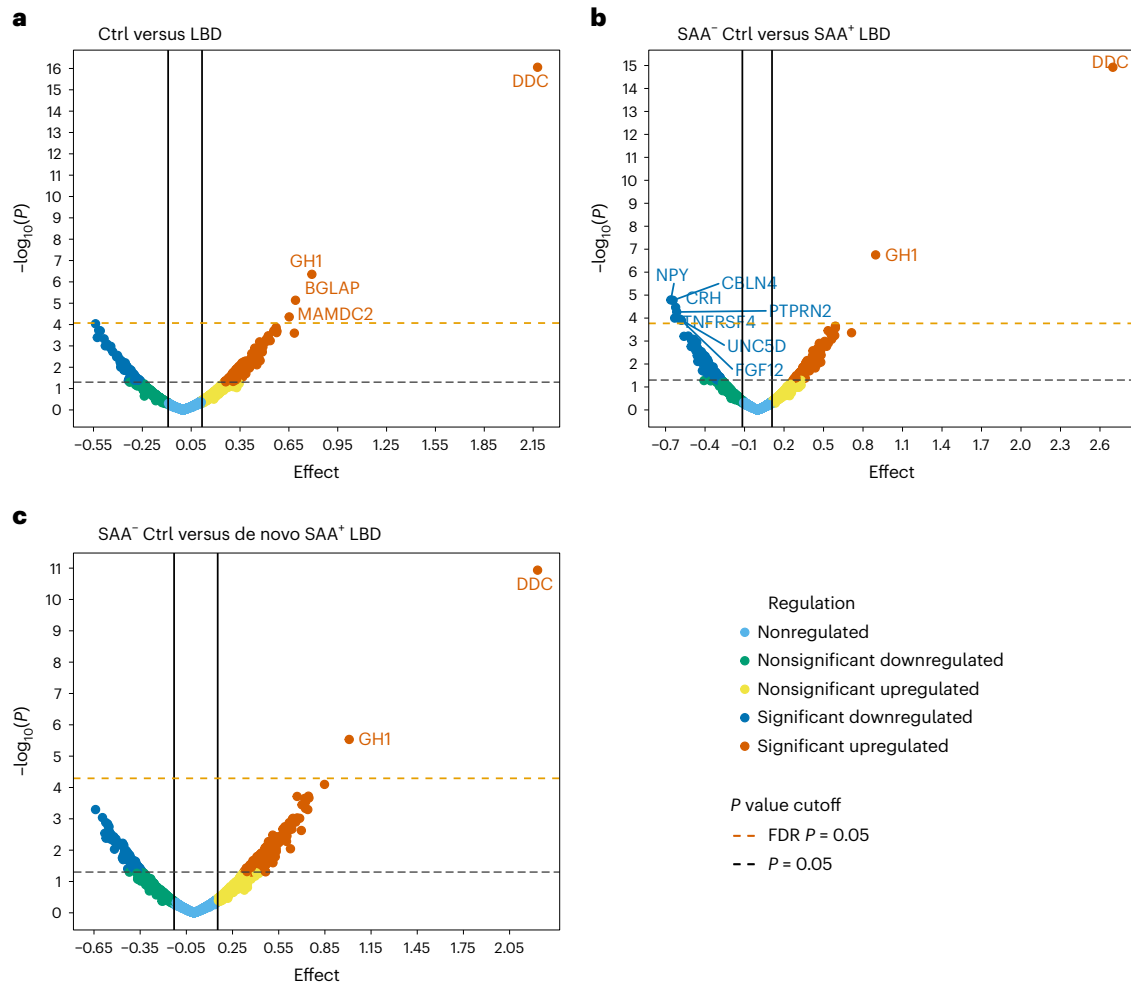 a
Ctrl versus LBD
16
15
14
13
12
11
10
9
8
7
6
5
4
3
2
1
0
−log10(P)
DDC
GH1
BGLAP
MAMDC2
−0.55 −0.25 0.05 0.35 0.65 0.95 1.25 1.55 1.85 2.15
Effect
b
SAA⁻ Ctrl versus SAA⁺ LBD
15
14
13
12
11
10
9
8
7
6
5
4
3
2
1
0
−log10(P)
DDC
GH1
NPY
CBLN4
CRH
PTPRN2
TNFRSF4
UNC5D
FGF12
−0.7 −0.4 −0.1 0.2 0.5 0.8 1.1 1.4 1.7 2.0 2.3 2.6
Effect
c
SAA⁻ Ctrl versus de novo SAA⁺ LBD
11
10
9
8
7
6
5
4
3
2
1
0
−log10(P)
DDC
GH1
−0.65 −0.35 −0.05 0.25 0.55 0.85 1.15 1.45 1.75 2.05
Effect
Regulation
Nonregulated
Nonsignificant downregulated
Nonsignificant upregulated
Significant downregulated
Significant upregulated
P value cutoff
FDR P = 0.05
P = 0.05